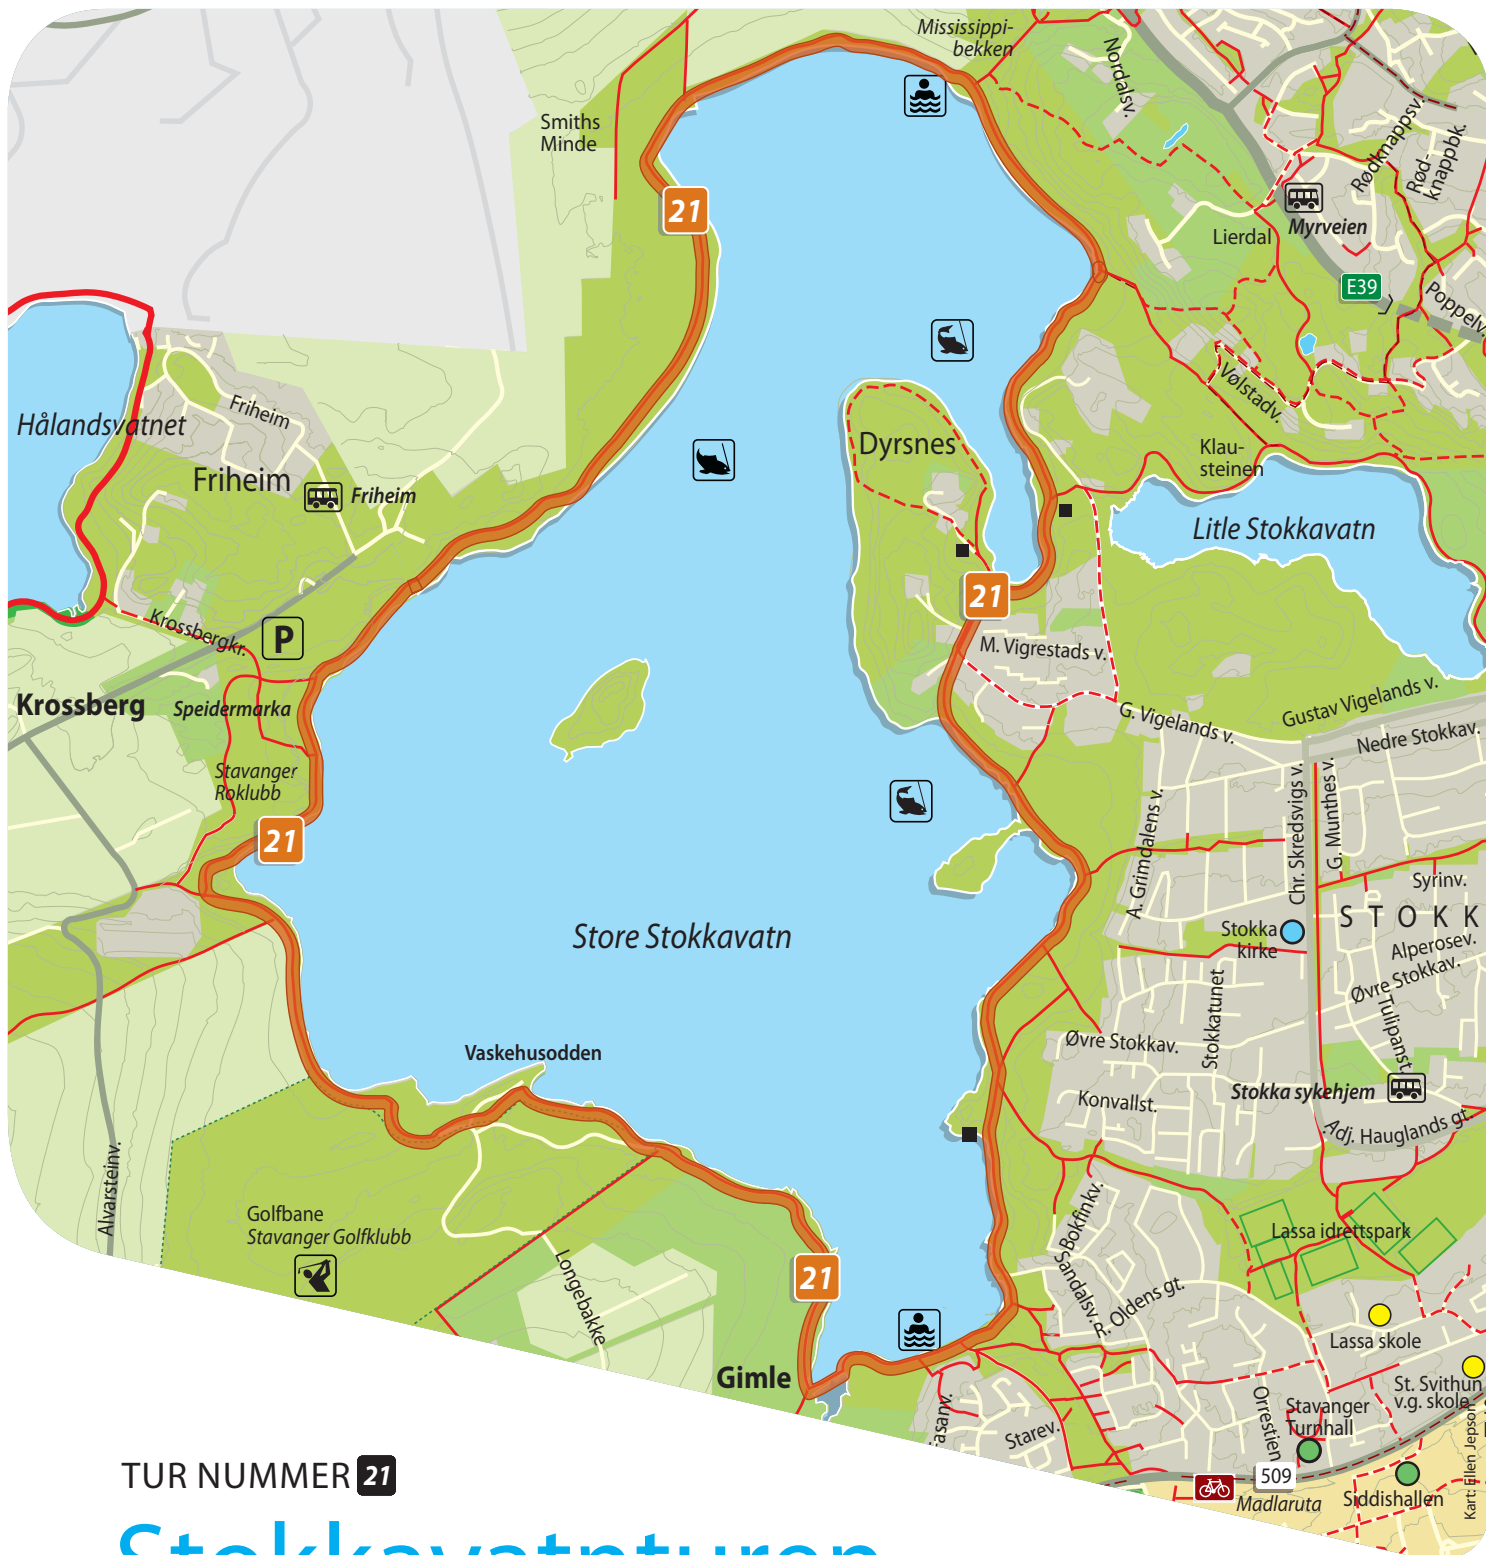 Mississippi-
bekken
Nordalsv.
Smiths
Minde
Rødknappsv.
Rød-
knappbk.
21
Myrveien
Lierdal
E39
Poppelv.
Hålandsvatnet
Friheim
Friheim
Friheim
Vølstadv.
Klau-
steinen
Dyrsnes
Litle Stokkavatn
21
Krossbergkr.
P
M. Vigrestads v.
Krossberg
Speidermarka
G. Vigelands v.
Gustav Vigelands v.
Nedre Stokkav.
Stavanger
Roklubb
21
A. Grimdalens v.
Chr. Skredsvigs v.
G. Munthes v.
Syrinv.
STOKK
Stokka
kirke
Alperosev.
Øvre Stokkav.
Store Stokkavatn
Stokkatunet
Tulipanst.
Øvre Stokkav.
Vaskehusodden
Stokka sykehjem
Konvallst.
Adj. Hauglands gt.
Alvarsteinv.
Golfbane
Stavanger Golfklubb
Bokfinkv.
Lassa idrettspark
Sandalsv.
R. Oldens gt.
21
Longebakke
Lassa skole
Gimle
St. Svithun
v.g. skole
Orrestien
Stavanger
Turnhall
Starev.
509
Madlaruta
Siddishallen
Kart: Ellen Jepson
TUR NUMMER 21
Stokkavatnturen